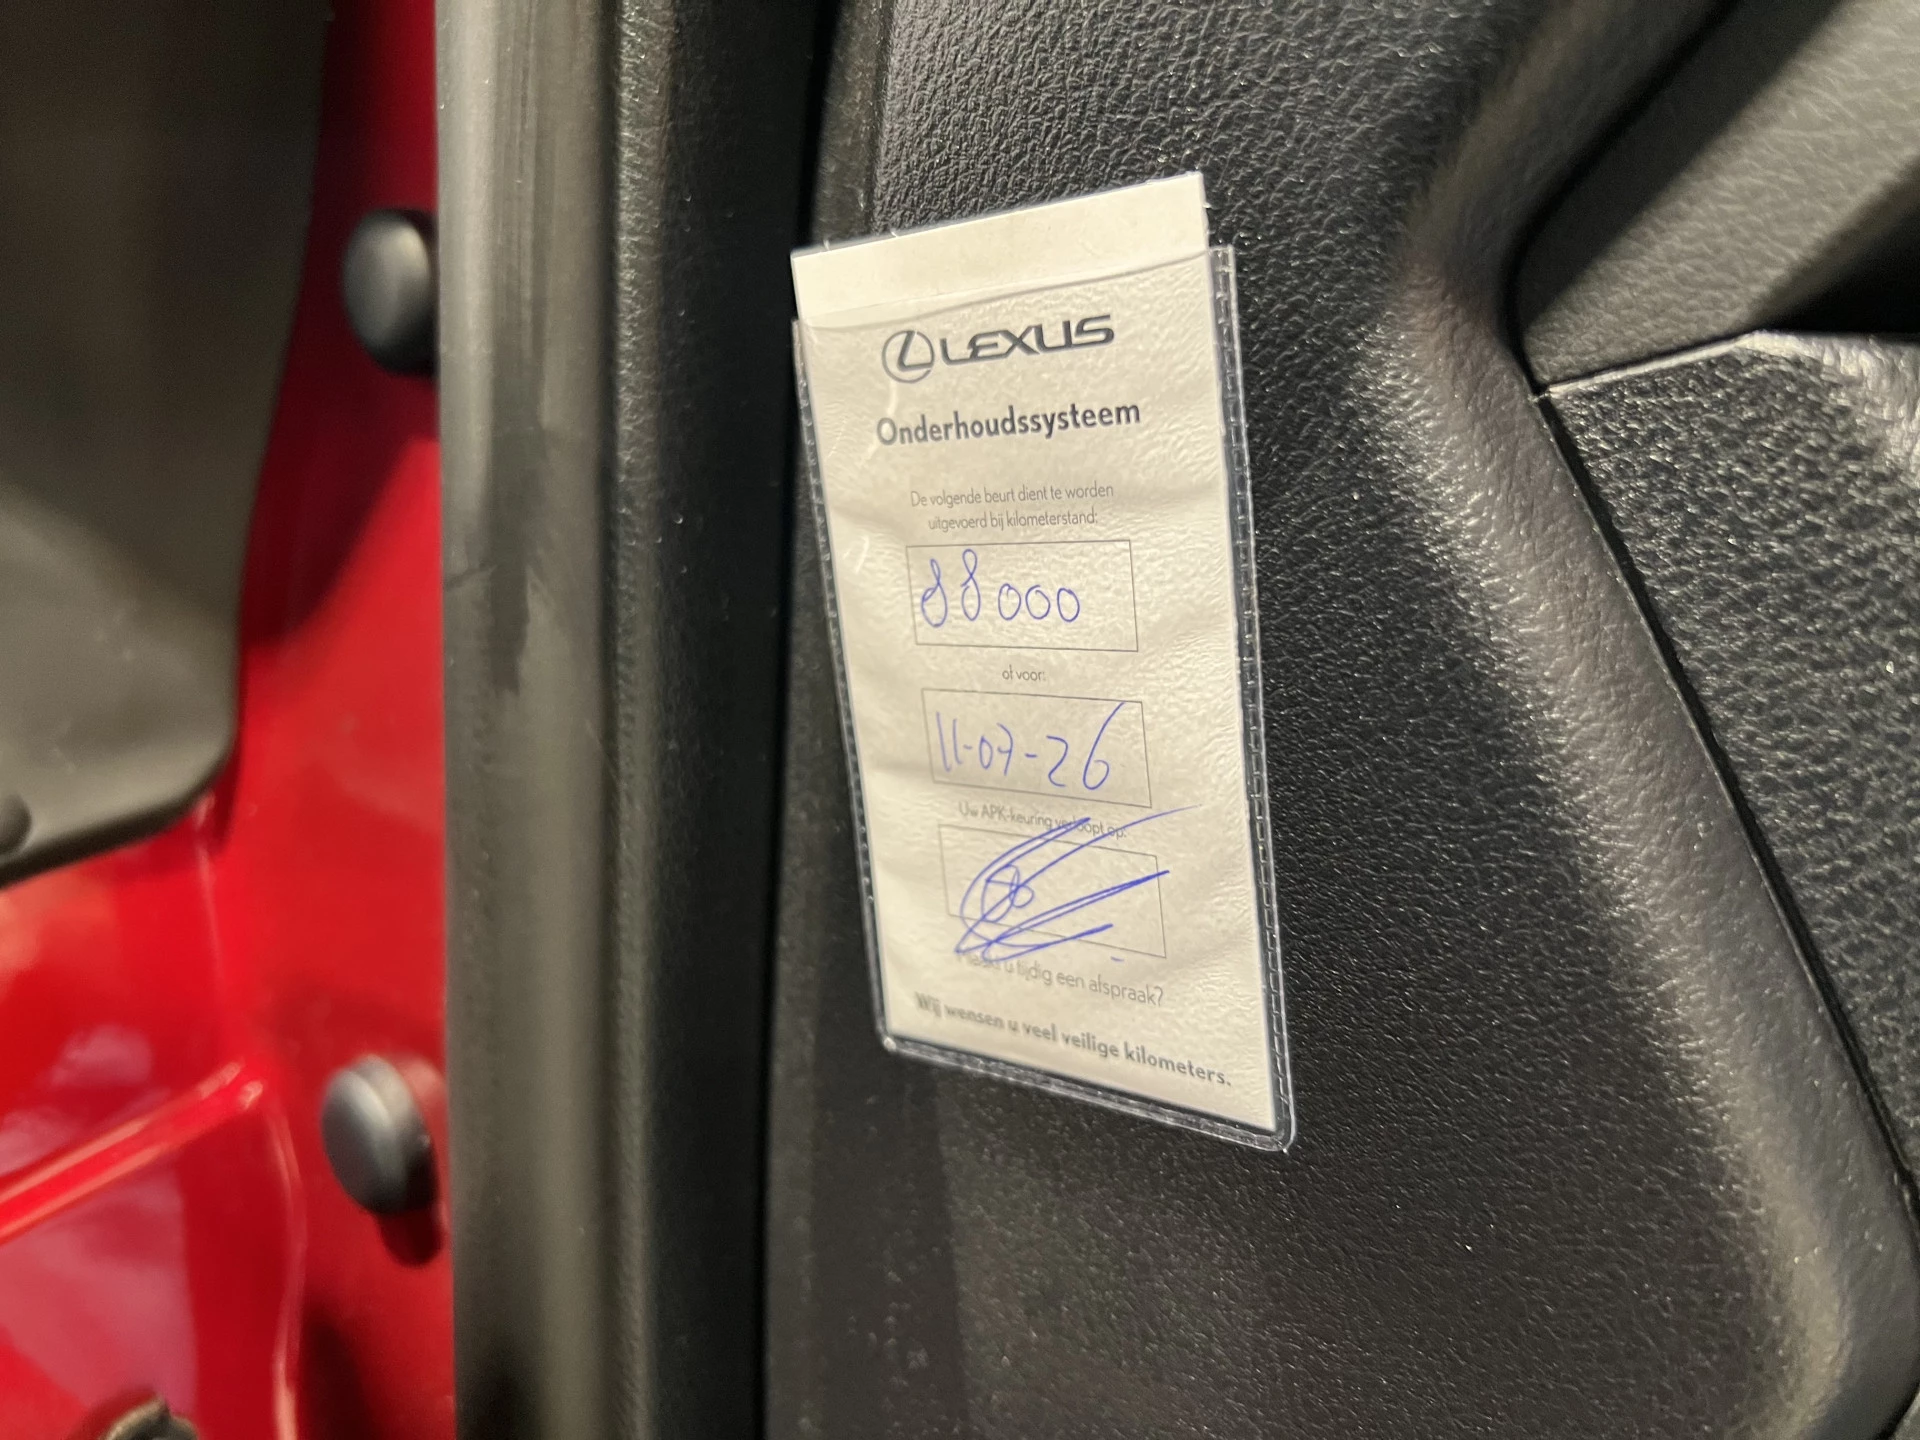 LEXUS
Onderhoudssysteem
De volgende beurt dient te worden
uitgevoerd bij kilometerstand:
88000
of voor:
11-07-26
Uw APK-keuring verloopt op:
Maakt u tijdig een afspraak?
Wij wensen u veel veilige kilometers.